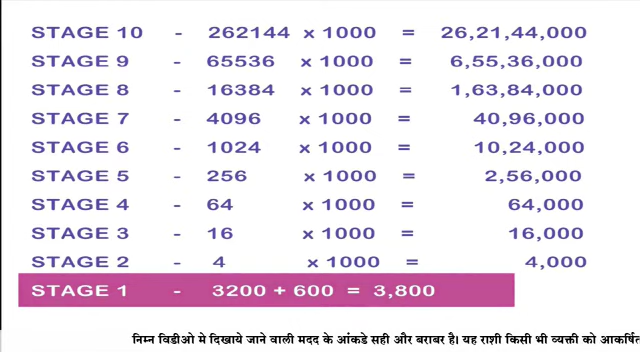 STAGE 10 - 262144 x 1000 = 26,21,44,000
STAGE 9 - 65536 x 1000 = 6,55,36,000
STAGE 8 - 16384 x 1000 = 1,63,84,000
STAGE 7 - 4096 x 1000 = 40,96,000
STAGE 6 - 1024 x 1000 = 10,24,000
STAGE 5 - 256 x 1000 = 2,56,000
STAGE 4 - 64 x 1000 = 64,000
STAGE 3 - 16 x 1000 = 16,000
STAGE 2 - 4 x 1000 = 4,000
STAGE 1 - 3200 + 600 = 3,800
निम्न विडीओ मे दिखाये जाने वाली मदद के आंकडे सही और बराबर है। यह राशी किसी भी व्यक्ती को आकर्षित